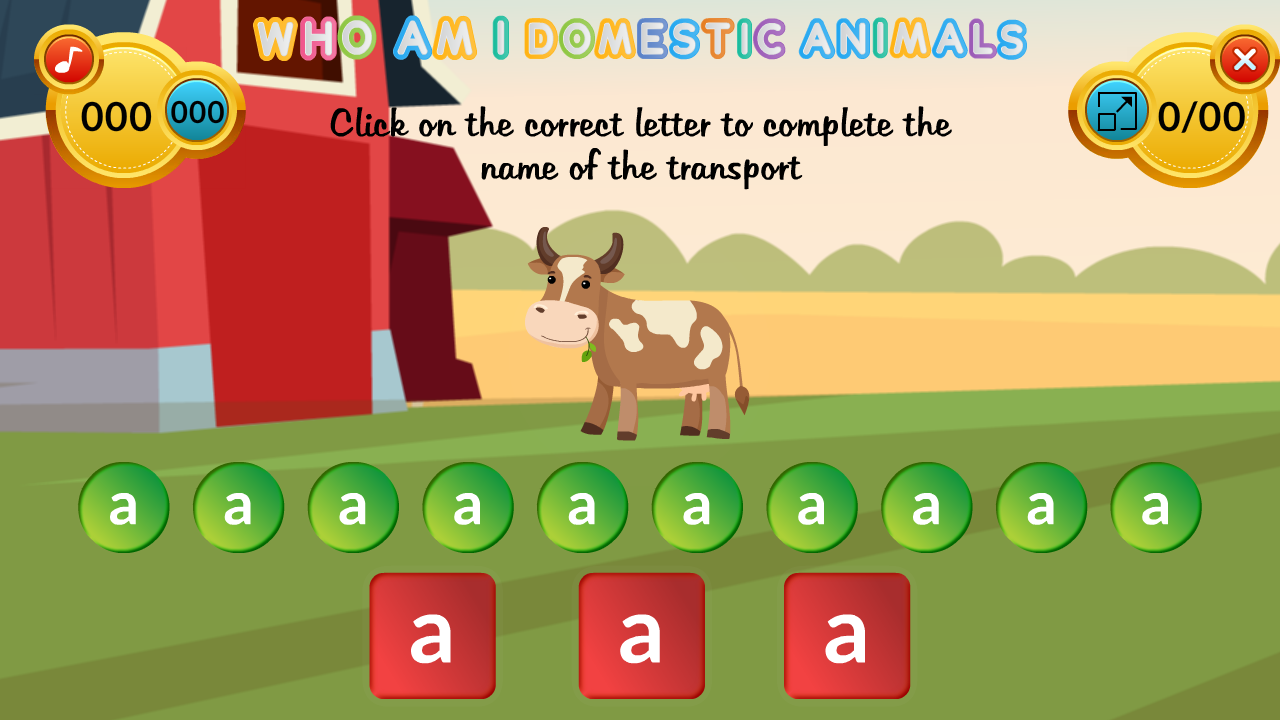 WHO AM I DOMESTIC ANIMALS
000 000
0/00
Click on the correct letter to complete the
name of the transport
a a a a a a a a a a
a a a